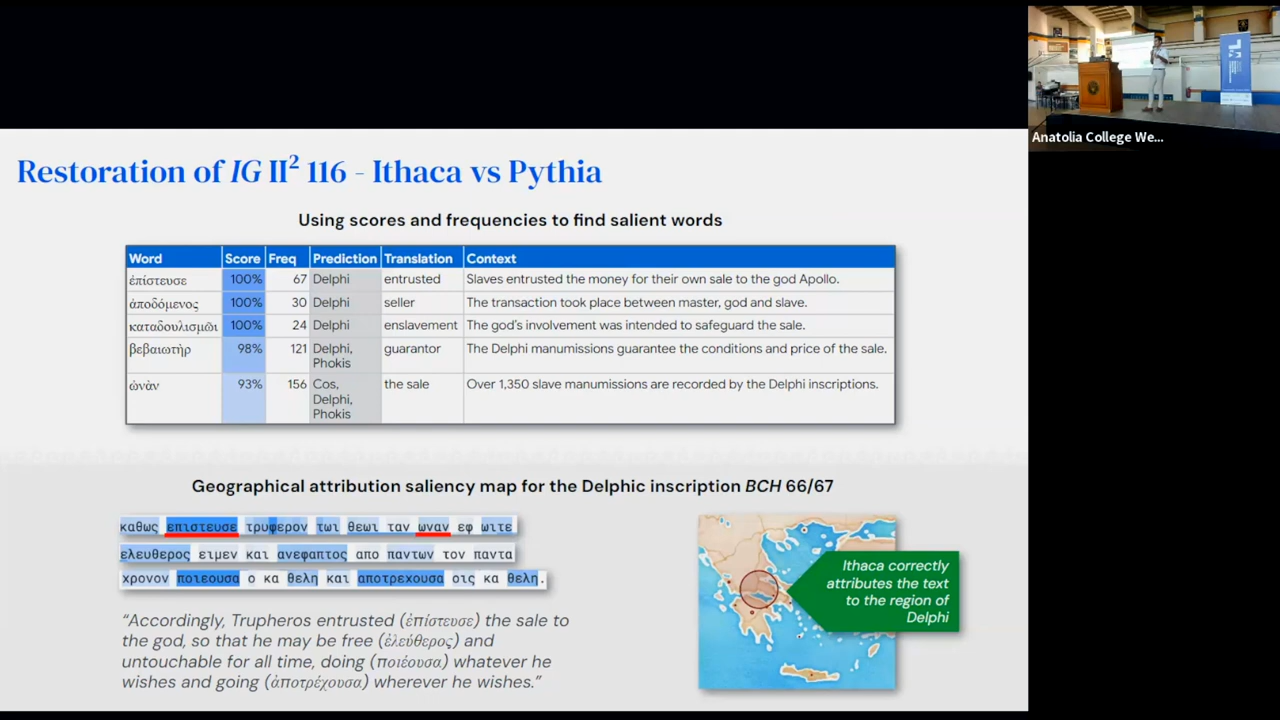 Anatolia College We...
Restoration of IG II² 116 - Ithaca vs Pythia
Using scores and frequencies to find salient words
Word Score Freq Prediction Translation Context
ἐπίστευσε 100% 67 Delphi entrusted Slaves entrusted the money for their own sale to the god Apollo.
ἀποδόμενος 100% 30 Delphi seller The transaction took place between master, god and slave.
καταδουλισμῶι 100% 24 Delphi enslavement The god's involvement was intended to safeguard the sale.
βεβαιωτὴρ 98% 121 Delphi, Phokis guarantor The Delphi manumissions guarantee the conditions and price of the sale.
ὠνὰν 93% 156 Cos, Delphi, Phokis the sale Over 1,350 slave manumissions are recorded by the Delphi inscriptions.
Geographical attribution saliency map for the Delphic inscription BCH 66/67
καθως επιστευσε τρυφερον τωι θεωι ταν ωναν εφ ωιτε
ελευθερος ειμεν και ανεφαπτος απο παντων τον παντα
χρονον ποιεουσα ο κα θελη και αποτρεχουσα οις κα θελη.
"Accordingly, Trupheros entrusted (ἐπίστευσε) the sale to
the god, so that he may be free (ἐλεύθερος) and
untouchable for all time, doing (ποιέουσα) whatever he
wishes and going (ἀποτρέχουσα) wherever he wishes."
Ithaca correctly
attributes the text
to the region of
Delphi